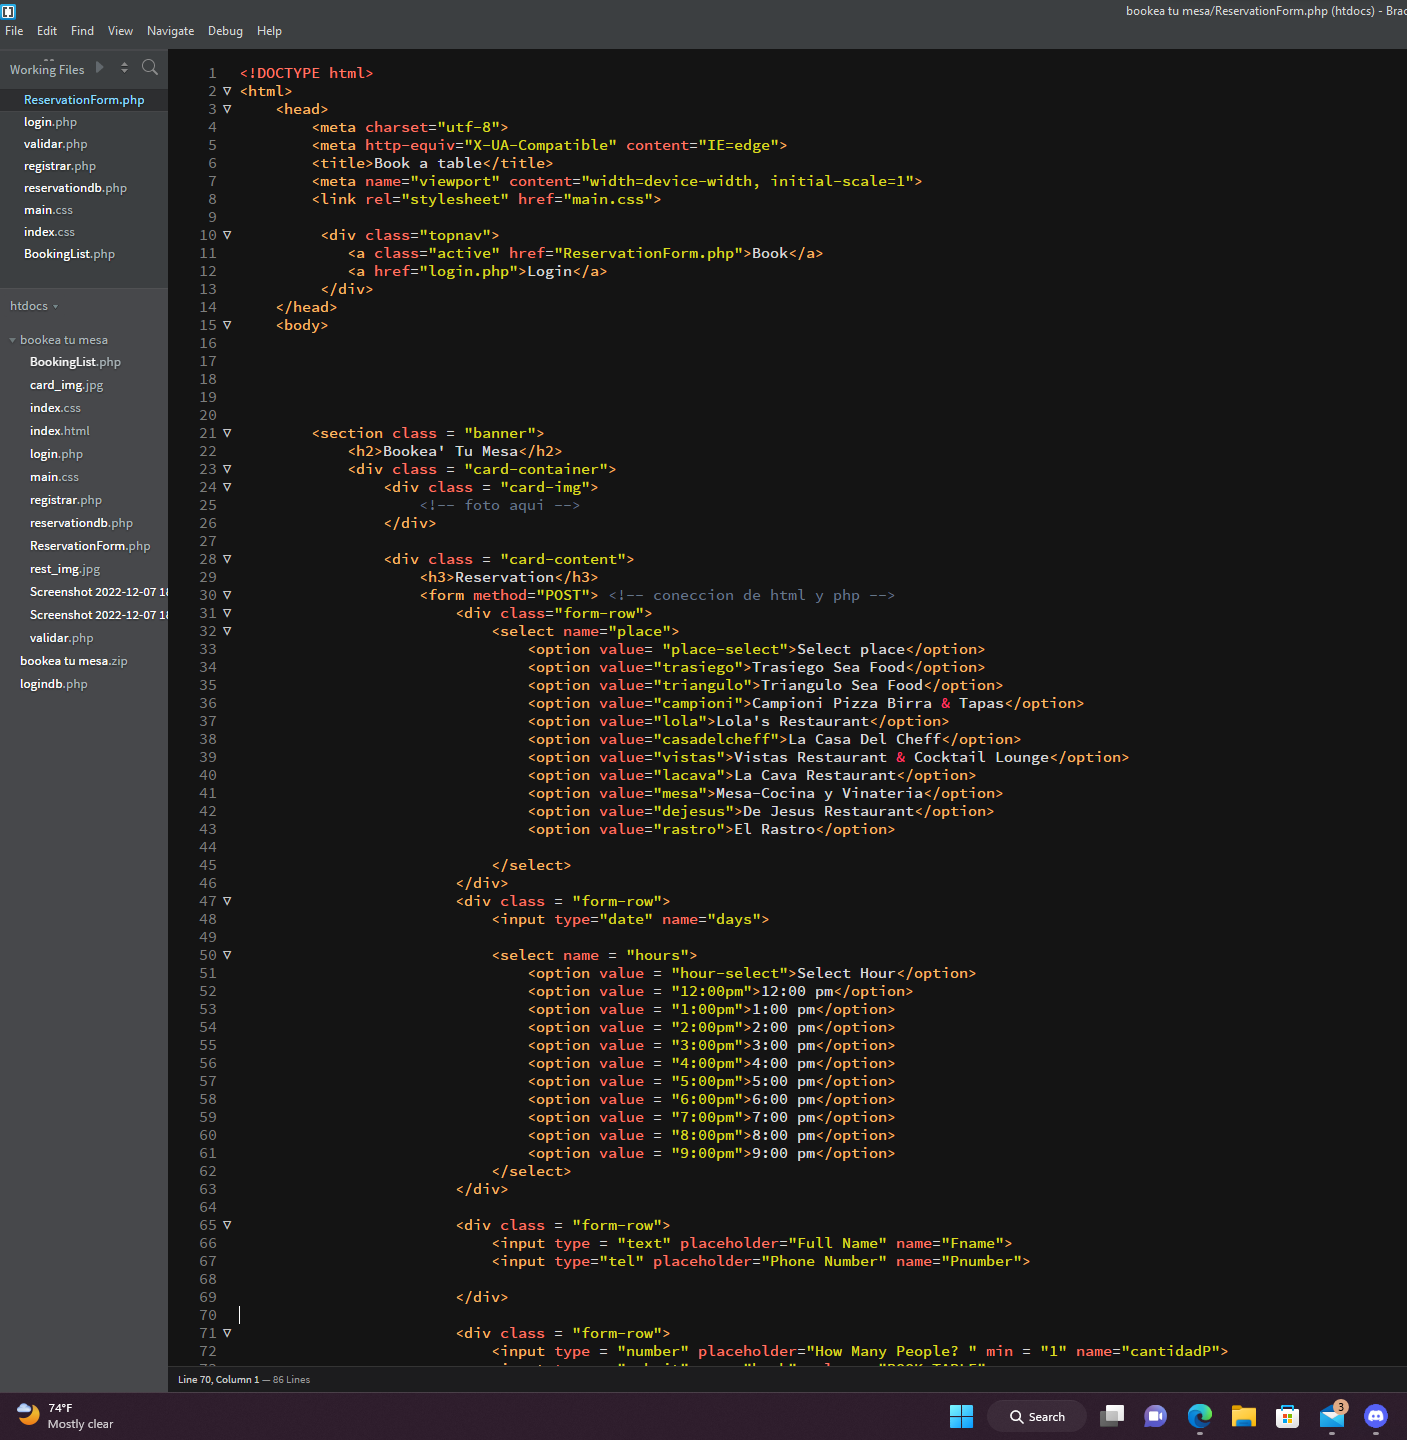 bookea tu mesa/ReservationForm.php (htdocs) - Brac
File Edit Find View Navigate Debug Help
Working Files
ReservationForm.php
login.php
validar.php
registrar.php
reservationdb.php
main.css
index.css
BookingList.php
htdocs
bookea tu mesa
BookingList.php
card_img.jpg
index.css
index.html
login.php
main.css
registrar.php
reservationdb.php
ReservationForm.php
rest_img.jpg
Screenshot 2022-12-07 18
Screenshot 2022-12-07 18
validar.php
bookea tu mesa.zip
logindb.php
1 <!DOCTYPE html>
2 <html>
3 <head>
4 <meta charset="utf-8">
5 <meta http-equiv="X-UA-Compatible" content="IE=edge">
6 <title>Book a table</title>
7 <meta name="viewport" content="width=device-width, initial-scale=1">
8 <link rel="stylesheet" href="main.css">
9
10 <div class="topnav">
11 <a class="active" href="ReservationForm.php">Book</a>
12 <a href="login.php">Login</a>
13 </div>
14 </head>
15 <body>
16
17
18
19
20
21 <section class = "banner">
22 <h2>Bookea' Tu Mesa</h2>
23 <div class = "card-container">
24 <div class = "card-img">
25 <!-- foto aqui -->
26 </div>
27
28 <div class = "card-content">
29 <h3>Reservation</h3>
30 <form method="POST"> <!-- coneccion de html y php -->
31 <div class="form-row">
32 <select name="place">
33 <option value= "place-select">Select place</option>
34 <option value="trasiego">Trasiego Sea Food</option>
35 <option value="triangulo">Triangulo Sea Food</option>
36 <option value="campioni">Campioni Pizza Birra & Tapas</option>
37 <option value="lola">Lola's Restaurant</option>
38 <option value="casadelcheff">La Casa Del Cheff</option>
39 <option value="vistas">Vistas Restaurant & Cocktail Lounge</option>
40 <option value="lacava">La Cava Restaurant</option>
41 <option value="mesa">Mesa-Cocina y Vinateria</option>
42 <option value="dejesus">De Jesus Restaurant</option>
43 <option value="rastro">El Rastro</option>
44
45 </select>
46 </div>
47 <div class = "form-row">
48 <input type="date" name="days">
49
50 <select name = "hours">
51 <option value = "hour-select">Select Hour</option>
52 <option value = "12:00pm">12:00 pm</option>
53 <option value = "1:00pm">1:00 pm</option>
54 <option value = "2:00pm">2:00 pm</option>
55 <option value = "3:00pm">3:00 pm</option>
56 <option value = "4:00pm">4:00 pm</option>
57 <option value = "5:00pm">5:00 pm</option>
58 <option value = "6:00pm">6:00 pm</option>
59 <option value = "7:00pm">7:00 pm</option>
60 <option value = "8:00pm">8:00 pm</option>
61 <option value = "9:00pm">9:00 pm</option>
62 </select>
63 </div>
64
65 <div class = "form-row">
66 <input type = "text" placeholder="Full Name" name="Fname">
67 <input type="tel" placeholder="Phone Number" name="Pnumber">
68
69 </div>
70
71 <div class = "form-row">
72 <input type = "number" placeholder="How Many People? " min = "1" name="cantidadP">
Line 70, Column 1 — 86 Lines
74°F
Mostly clear
Search
3